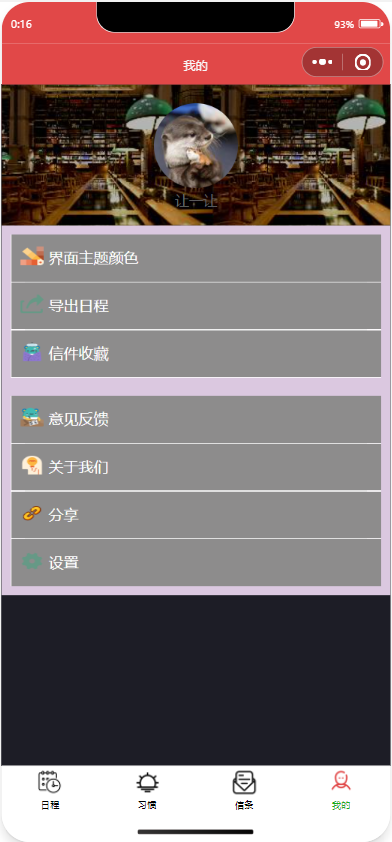 0:16
93%
我的
让一让
界面主题颜色
导出日程
信件收藏
意见反馈
关于我们
分享
设置
日程
习惯
信条
我的